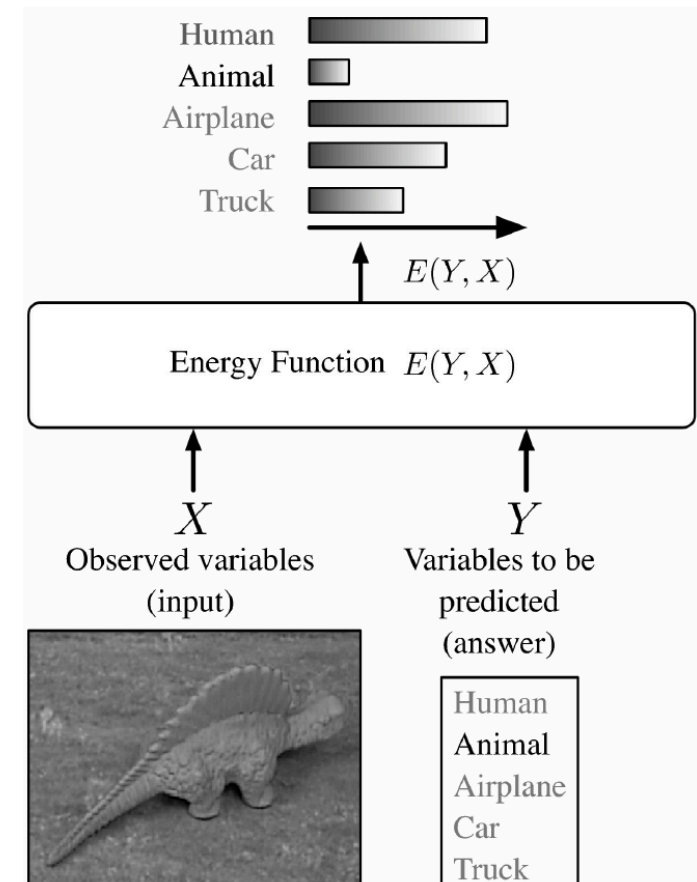 Human
Animal
Airplane
Car
Truck
E(Y, X)
Energy Function E(Y, X)
X
Y
Observed variables
(input)
Variables to be
predicted
(answer)
Human
Animal
Airplane
Car
Truck